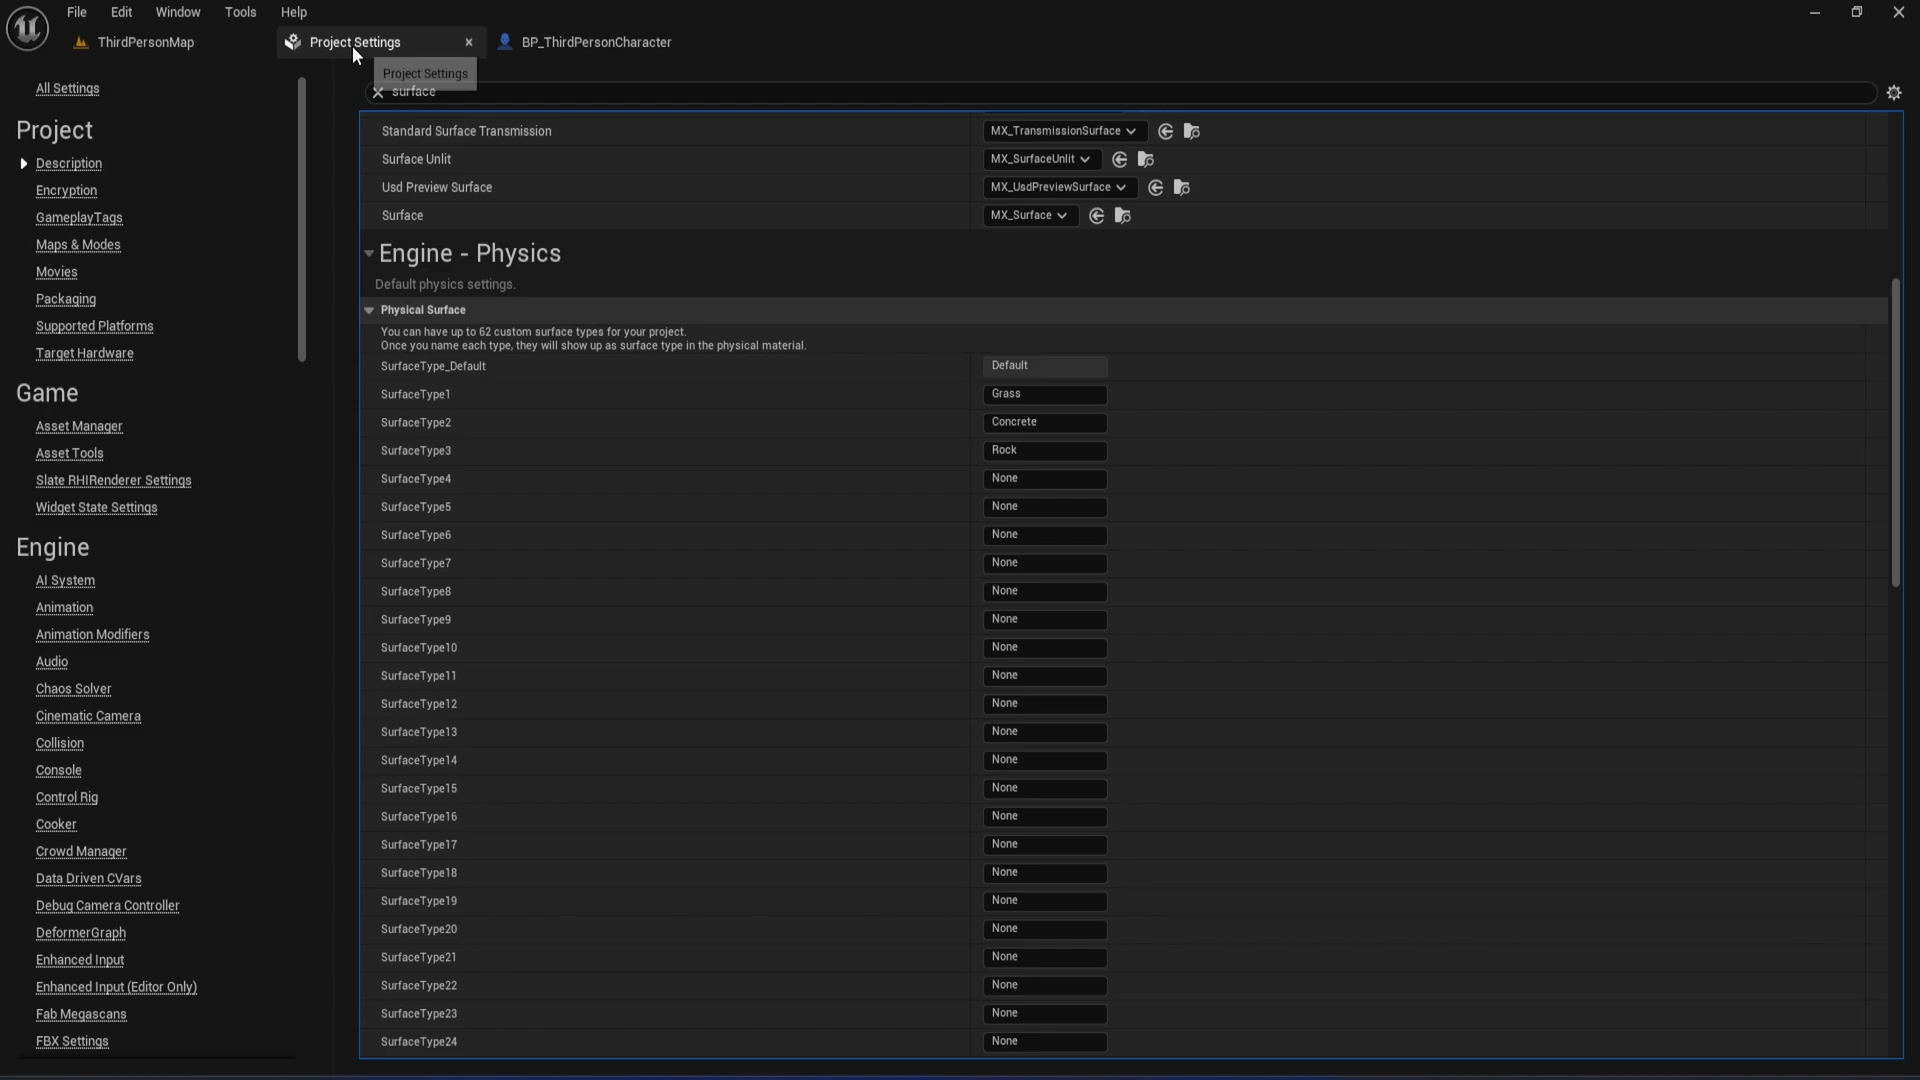 File Edit Window Tools Help
ThirdPersonMap
Project Settings
BP_ThirdPersonCharacter
Project Settings
surface
All Settings
Project
Description
Encryption
GameplayTags
Maps & Modes
Movies
Packaging
Supported Platforms
Target Hardware
Game
Asset Manager
Asset Tools
Slate RHIRenderer Settings
Widget State Settings
Engine
AI System
Animation
Animation Modifiers
Audio
Chaos Solver
Cinematic Camera
Collision
Console
Control Rig
Cooker
Crowd Manager
Data Driven CVars
Debug Camera Controller
DeformerGraph
Enhanced Input
Enhanced Input (Editor Only)
Fab Megascans
FBX Settings
Standard Surface Transmission MX_TransmissionSurface
Surface Unlit MX_SurfaceUnlit
Usd Preview Surface MX_UsdPreviewSurface
Surface MX_Surface
Engine - Physics
Default physics settings.
Physical Surface
You can have up to 62 custom surface types for your project.
Once you name each type, they will show up as surface type in the physical material.
SurfaceType_Default Default
SurfaceType1 Grass
SurfaceType2 Concrete
SurfaceType3 Rock
SurfaceType4 None
SurfaceType5 None
SurfaceType6 None
SurfaceType7 None
SurfaceType8 None
SurfaceType9 None
SurfaceType10 None
SurfaceType11 None
SurfaceType12 None
SurfaceType13 None
SurfaceType14 None
SurfaceType15 None
SurfaceType16 None
SurfaceType17 None
SurfaceType18 None
SurfaceType19 None
SurfaceType20 None
SurfaceType21 None
SurfaceType22 None
SurfaceType23 None
SurfaceType24 None